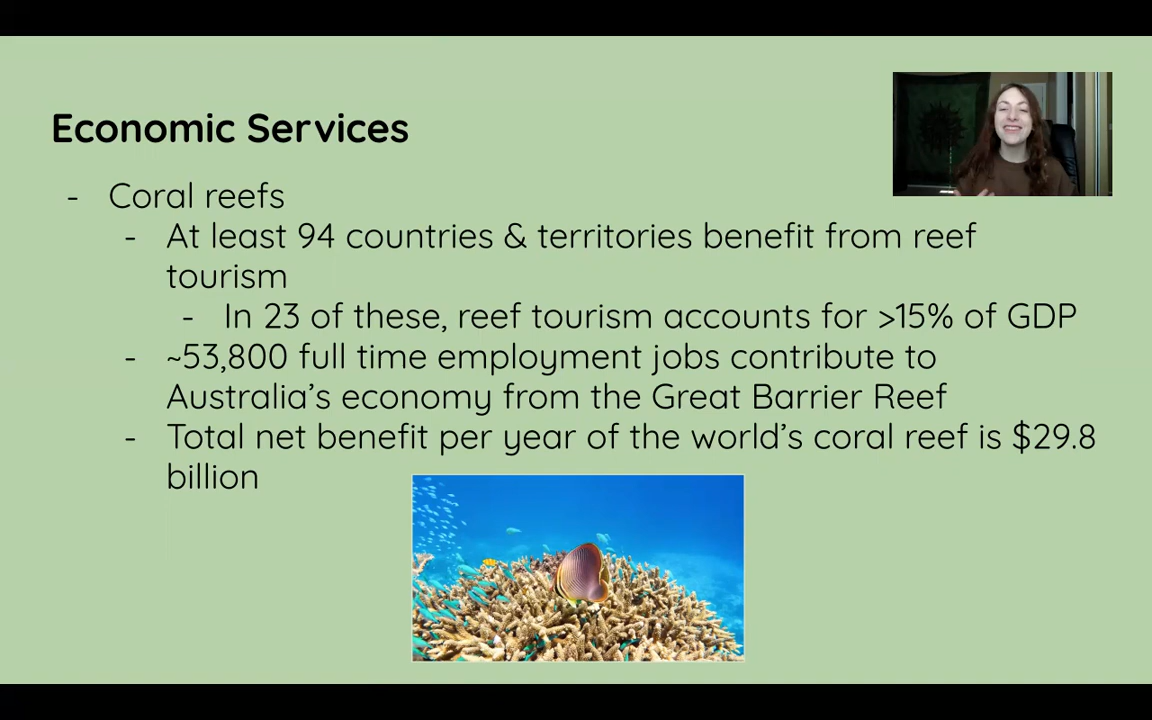 Economic Services
- Coral reefs
- At least 94 countries & territories benefit from reef
tourism
- In 23 of these, reef tourism accounts for >15% of GDP
- ~53,800 full time employment jobs contribute to
Australia’s economy from the Great Barrier Reef
- Total net benefit per year of the world’s coral reef is $29.8
billion